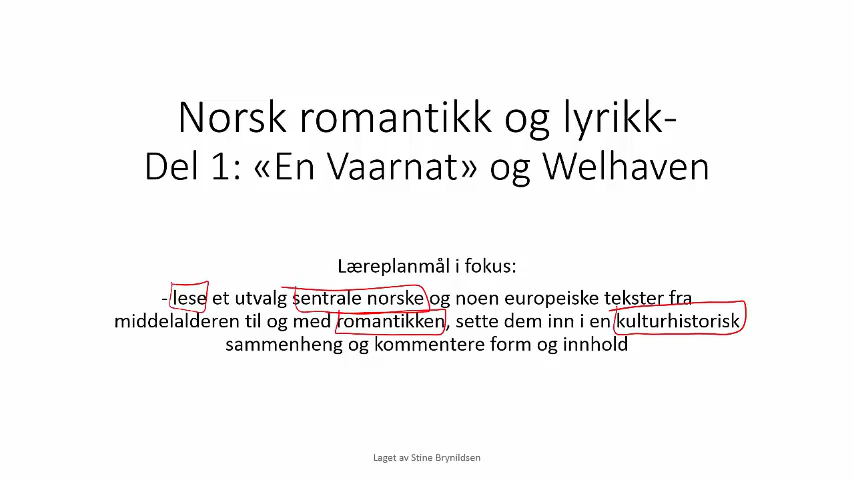 Norsk romantikk og lyrikk-
Del 1: «En Vaarnat» og Welhaven
Læreplanmål i fokus:
- lese et utvalg sentrale norske og noen europeiske tekster fra
middelalderen til og med romantikken, sette dem inn i en kulturhistorisk
sammenheng og kommentere form og innhold
Laget av Stine Brynildsen